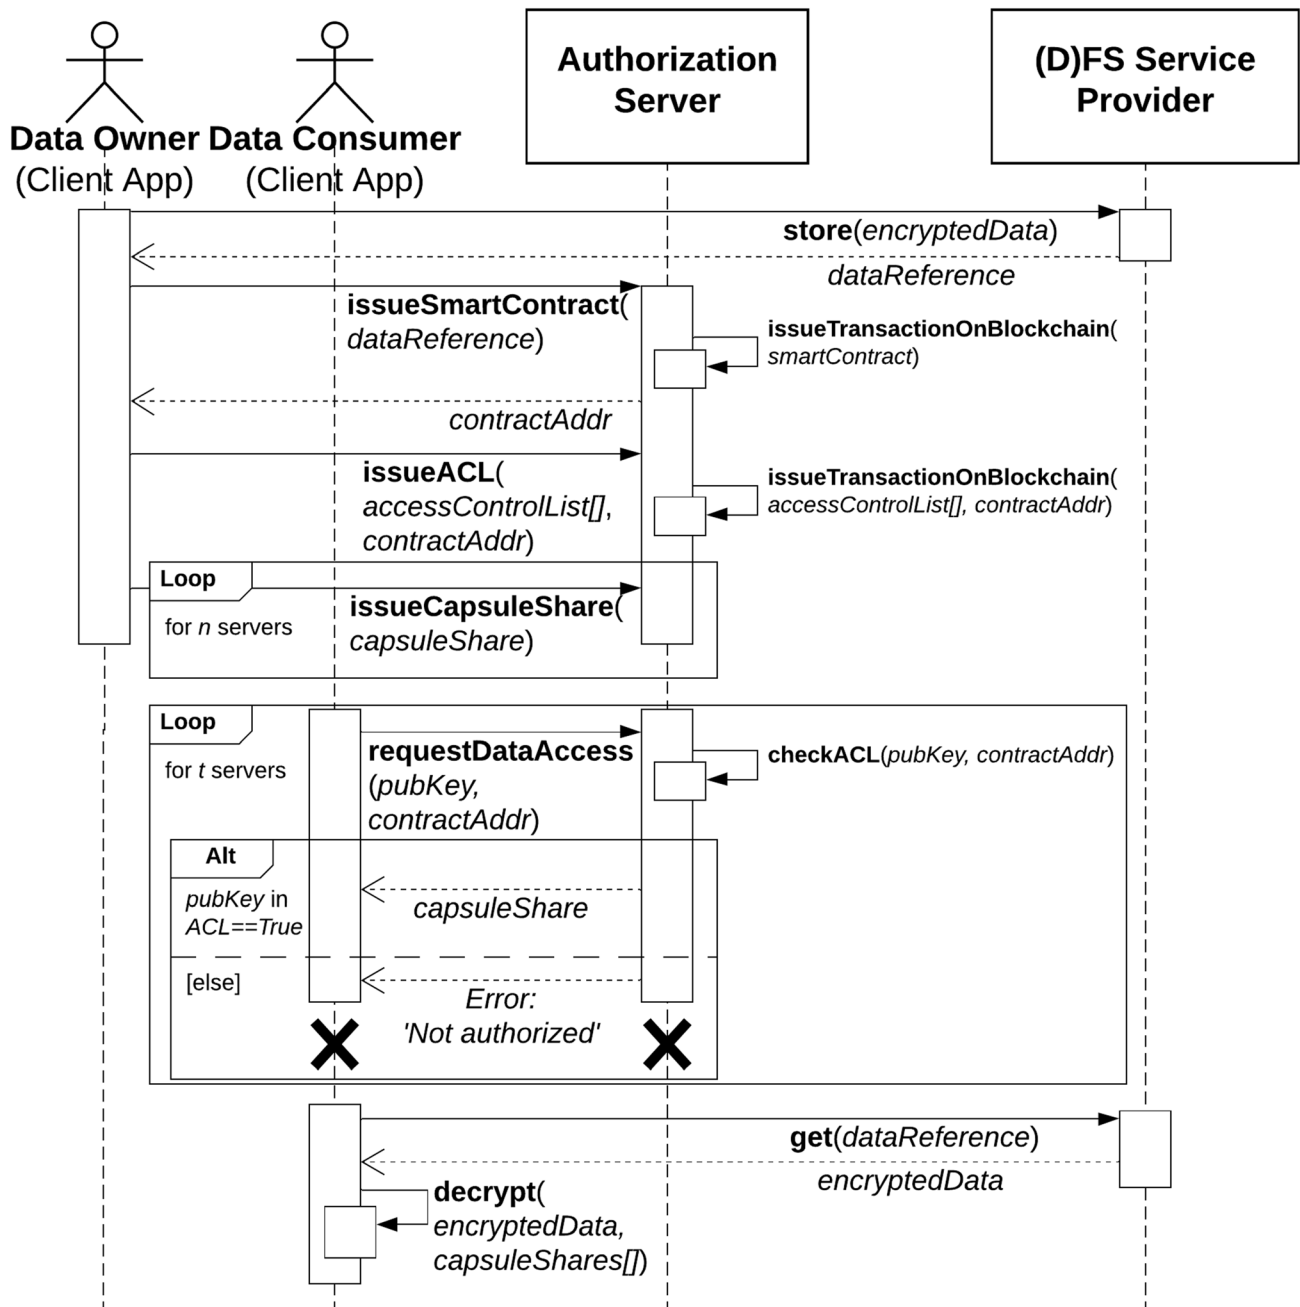 Data Owner
(Client App)
Data Consumer
(Client App)
Authorization
Server
(D)FS Service
Provider
store(encryptedData)
dataReference
issueSmartContract(
dataReference)
issueTransactionOnBlockchain(
smartContract)
contractAddr
issueACL(
accessControlList[],
contractAddr)
issueTransactionOnBlockchain(
accessControlList[], contractAddr)
Loop
for n servers
issueCapsuleShare(
capsuleShare)
Loop
for t servers
requestDataAccess
(pubKey,
contractAddr)
checkACL(pubKey, contractAddr)
Alt
pubKey in
ACL==True
capsuleShare
[else]
Error:
'Not authorized'
get(dataReference)
encryptedData
decrypt(
encryptedData,
capsuleShares[])